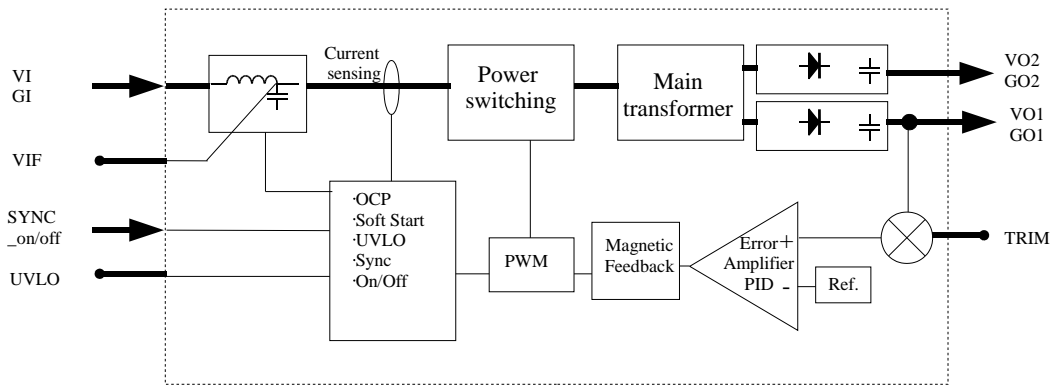 Current
sensing
VI
GI
Power
switching
Main
transformer
VO2
GO2
VO1
GO1
VIF
·OCP
·Soft Start
·UVLO
·Sync
·On/Off
SYNC
_on/off
UVLO
PWM
Magnetic
Feedback
Error+
Amplifier
PID -
Ref.
TRIM